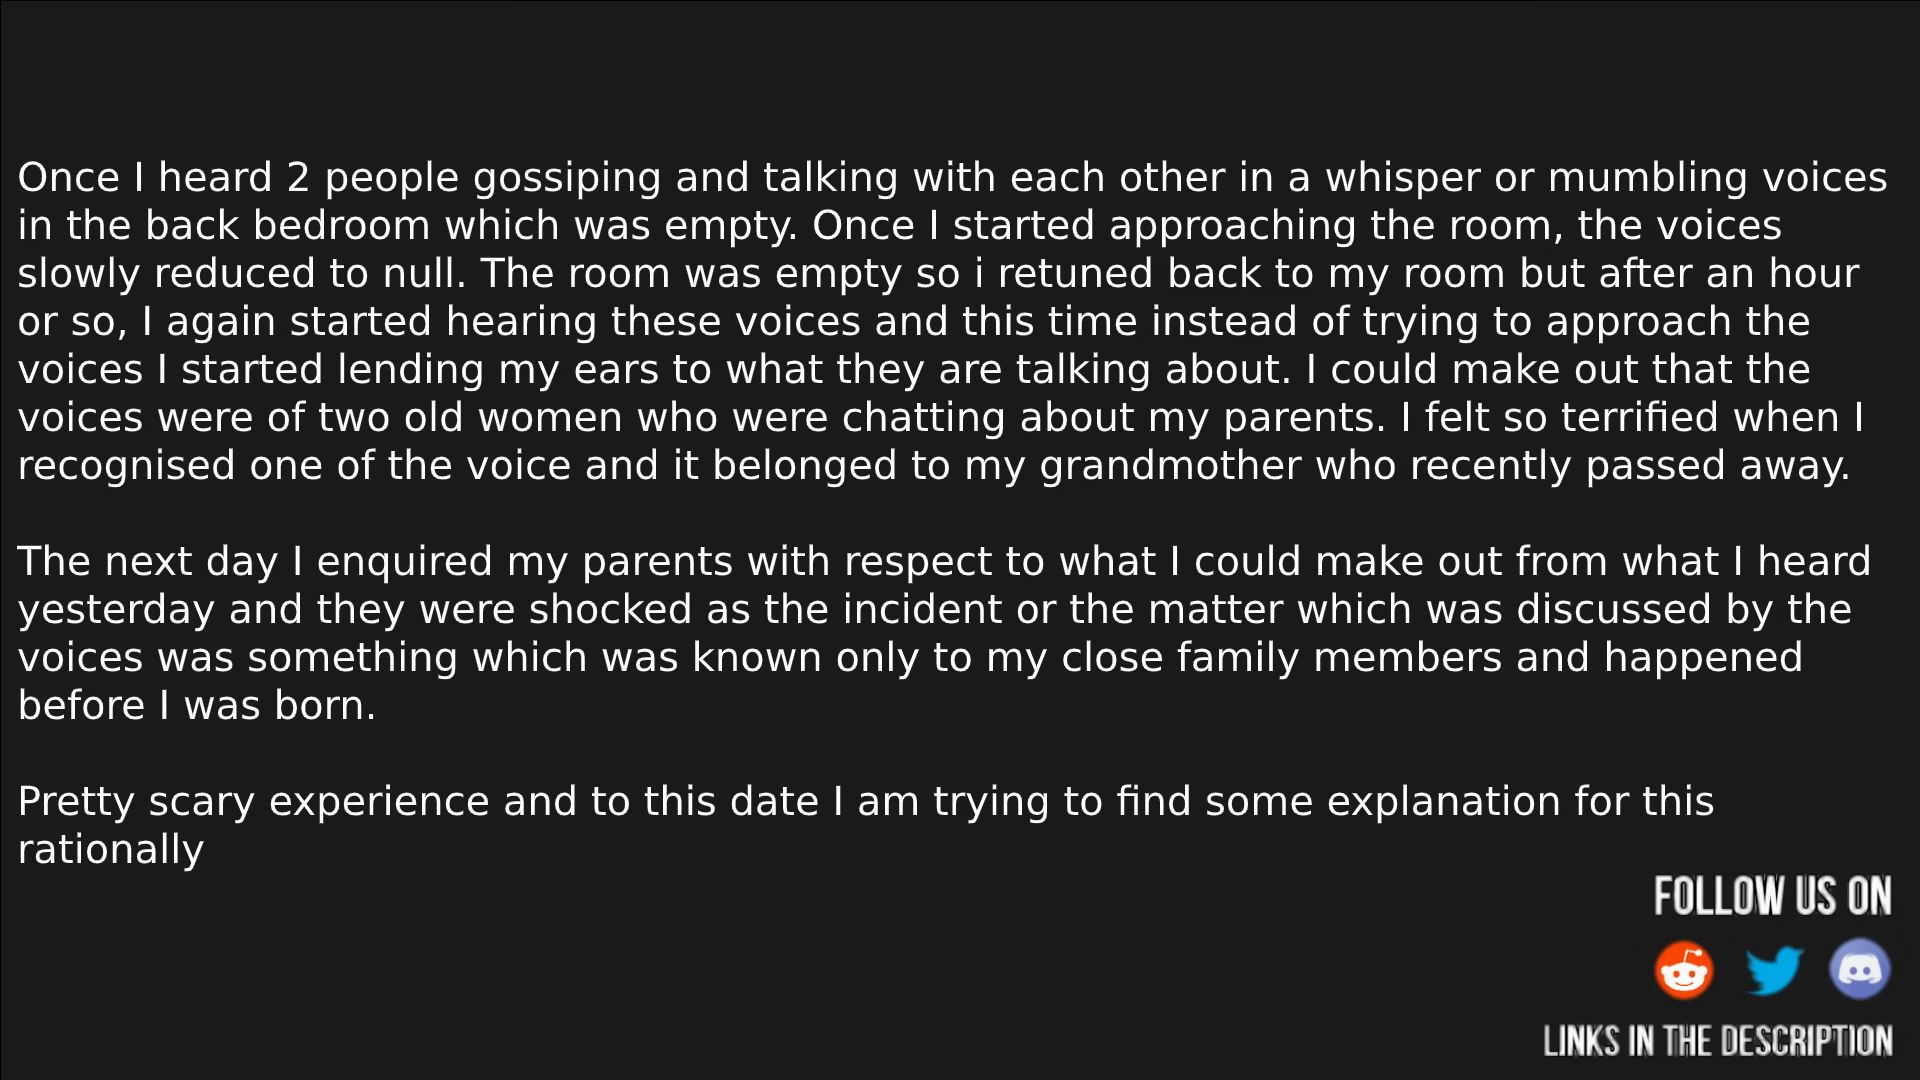 Once I heard 2 people gossiping and talking with each other in a whisper or mumbling voices
in the back bedroom which was empty. Once I started approaching the room, the voices
slowly reduced to null. The room was empty so i retuned back to my room but after an hour
or so, I again started hearing these voices and this time instead of trying to approach the
voices I started lending my ears to what they are talking about. I could make out that the
voices were of two old women who were chatting about my parents. I felt so terrified when I
recognised one of the voice and it belonged to my grandmother who recently passed away.
The next day I enquired my parents with respect to what I could make out from what I heard
yesterday and they were shocked as the incident or the matter which was discussed by the
voices was something which was known only to my close family members and happened
before I was born.
Pretty scary experience and to this date I am trying to find some explanation for this
rationally
FOLLOW US ON
LINKS IN THE DESCRIPTION